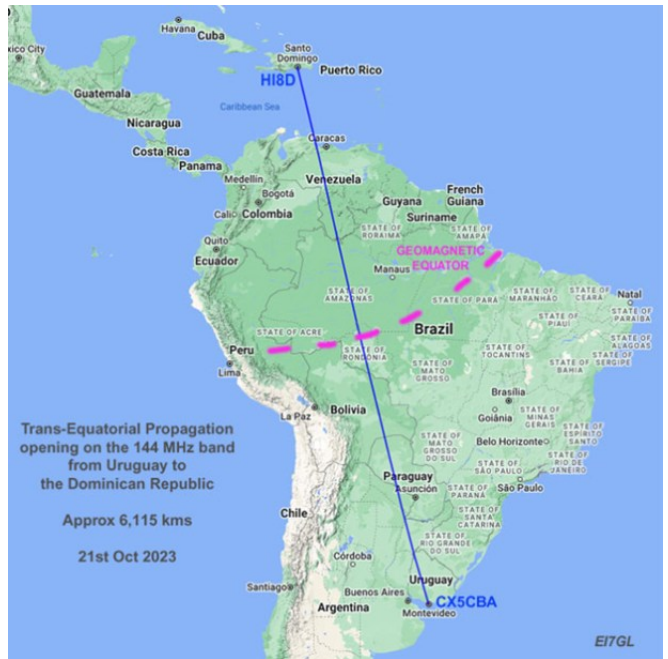 Havana
Cuba
xico City
Santo
Domingo
HI8D
Puerto Rico
Guatemala
Caribbean Sea
Nicaragua
Costa Rica
Panama
Caracas
Medellín
Venezuela
Bogotá
Guyana
French
Guiana
Cali
Colombia
Suriname
STATE OF
RORAIMA
STATE OF
AMAPÁ
Quito
Ecuador
GEOMAGNETIC
EQUATOR
Manaus
STATE OF
AMAZONAS
STATE OF PARÁ
STATE OF
MARANHÃO
STATE OF
CEARÁ
Natal
STATE OF
PARAÍBA
STATE OF
PIAUÍ
STATE OF
ALAGOAS
STATE OF
SERGIPE
STATE OF ACRE
Brazil
Peru
STATE OF
RONDÔNIA
STATE OF
TOCANTINS
STATE OF
BAHIA
Lima
STATE OF
MATO
GROSSO
Brasília
La Paz
Bolivia
Goiânia
STATE OF
MINAS
GERAIS
Trans-Equatorial Propagation
opening on the 144 MHz band
from Uruguay to
the Dominican Republic
Approx 6,115 kms
21st Oct 2023
STATE OF
MATO
GROSSO
DO SUL
Belo Horizonte
STATE OF
ESPÍRITO
SANTO
Paraguay
STATE OF
SÃO PAULO
STATE OF
RIO DE
JANEIRO
Asunción
São Paulo
STATE OF
PARANÁ
Chile
STATE OF
SANTA
CATARINA
STATE OF
RIO GRANDE
DO SUL
Córdoba
Santiago
Uruguay
Buenos Aires
CX5CBA
Argentina
Montevideo
EI7GL